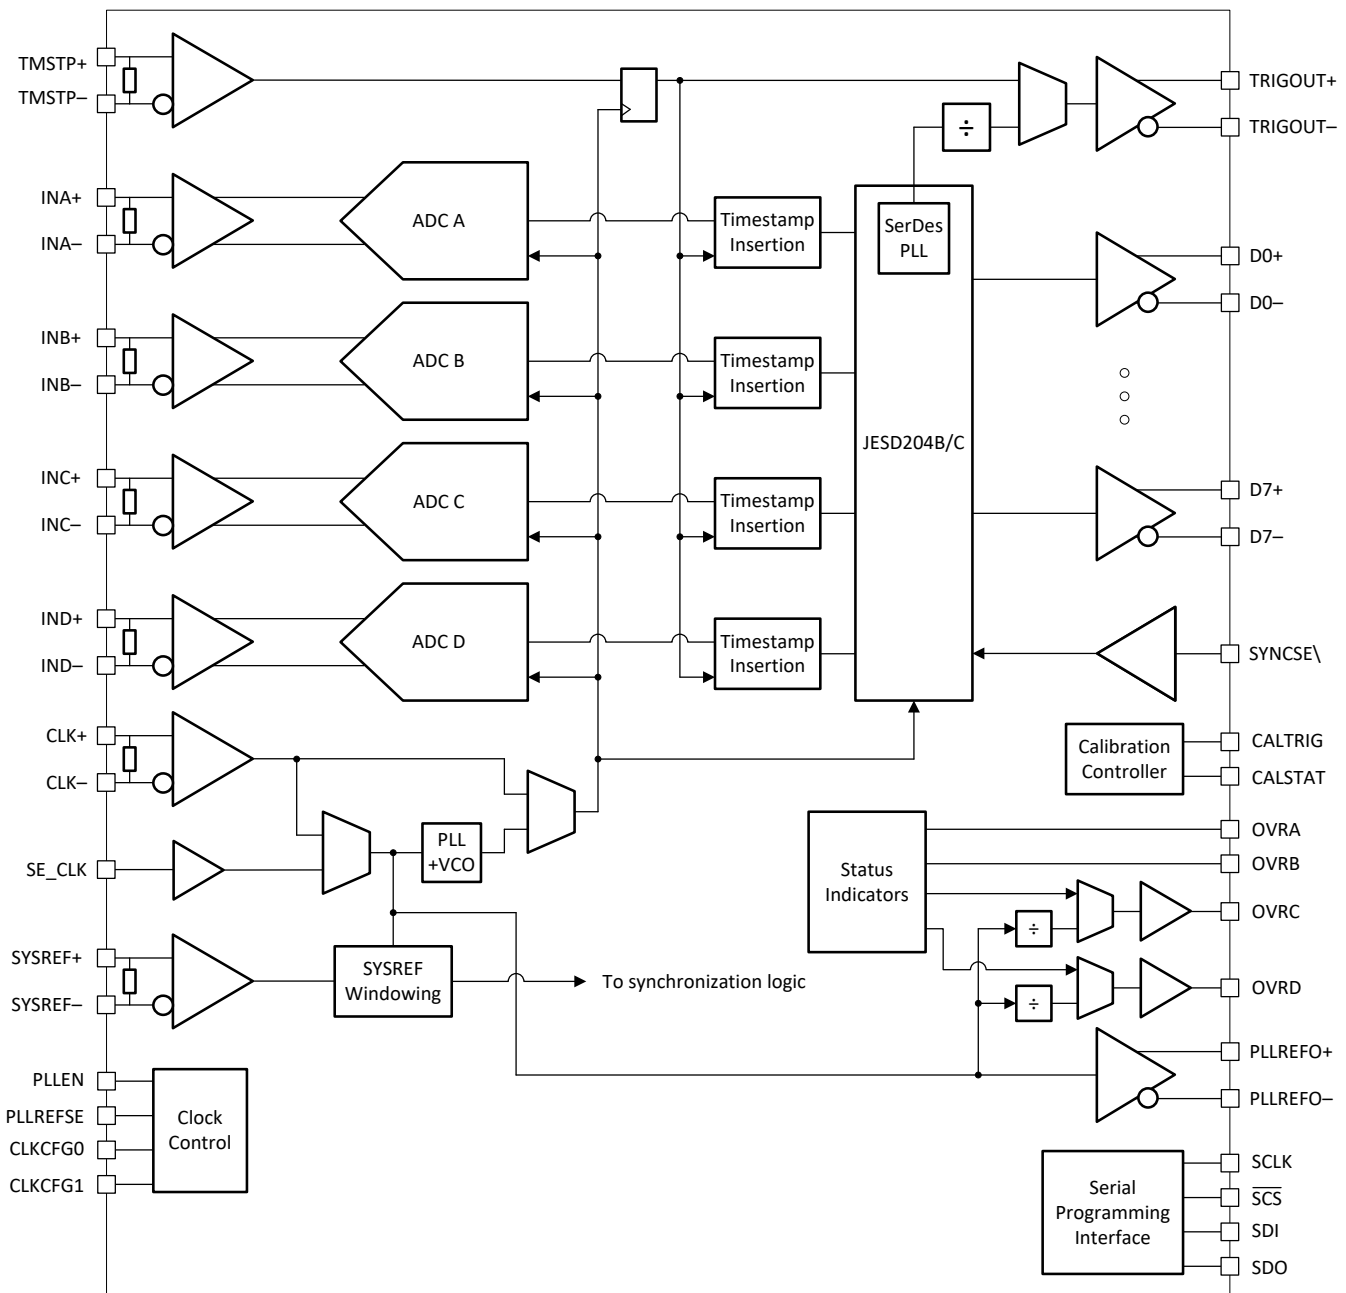 TMSTP+
TMSTP–
TRIGOUT+
TRIGOUT–
÷
INA+
INA–
ADC A
Timestamp
Insertion
SerDes
PLL
D0+
D0–
INB+
INB–
ADC B
Timestamp
Insertion
JESD204B/C
INC+
INC–
ADC C
Timestamp
Insertion
D7+
D7–
IND+
IND–
ADC D
Timestamp
Insertion
SYNCSE\
CLK+
CLK–
Calibration
Controller
CALTRIG
CALSTAT
SE_CLK
PLL
+VCO
Status
Indicators
OVRA
OVRB
OVRC
÷
OVRD
÷
SYSREF+
SYSREF–
SYSREF
Windowing
To synchronization logic
PLLREFO+
PLLREFO–
PLLEN
PLLREFSE
CLKCFG0
CLKCFG1
Clock
Control
Serial
Programming
Interface
SCLK
S̅C̅S̅
SDI
SDO